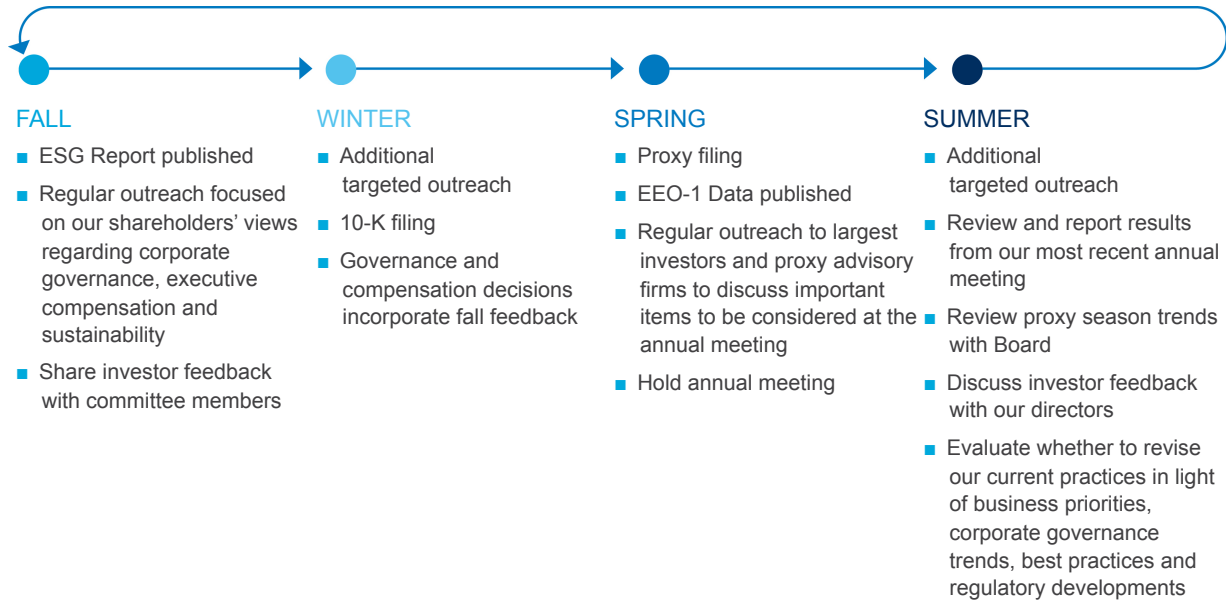 FALL
■ ESG Report published
■ Regular outreach focused
on our shareholders’ views
regarding corporate
governance, executive
compensation and
sustainability
■ Share investor feedback
with committee members
WINTER
■ Additional
targeted outreach
■ 10-K filing
■ Governance and
compensation decisions
incorporate fall feedback
SPRING
■ Proxy filing
■ EEO-1 Data published
■ Regular outreach to largest
investors and proxy advisory
firms to discuss important
items to be considered at the
annual meeting
■ Hold annual meeting
SUMMER
■ Additional
targeted outreach
■ Review and report results
from our most recent annual
meeting
■ Review proxy season trends
with Board
■ Discuss investor feedback
with our directors
■ Evaluate whether to revise
our current practices in light
of business priorities,
corporate governance
trends, best practices and
regulatory developments